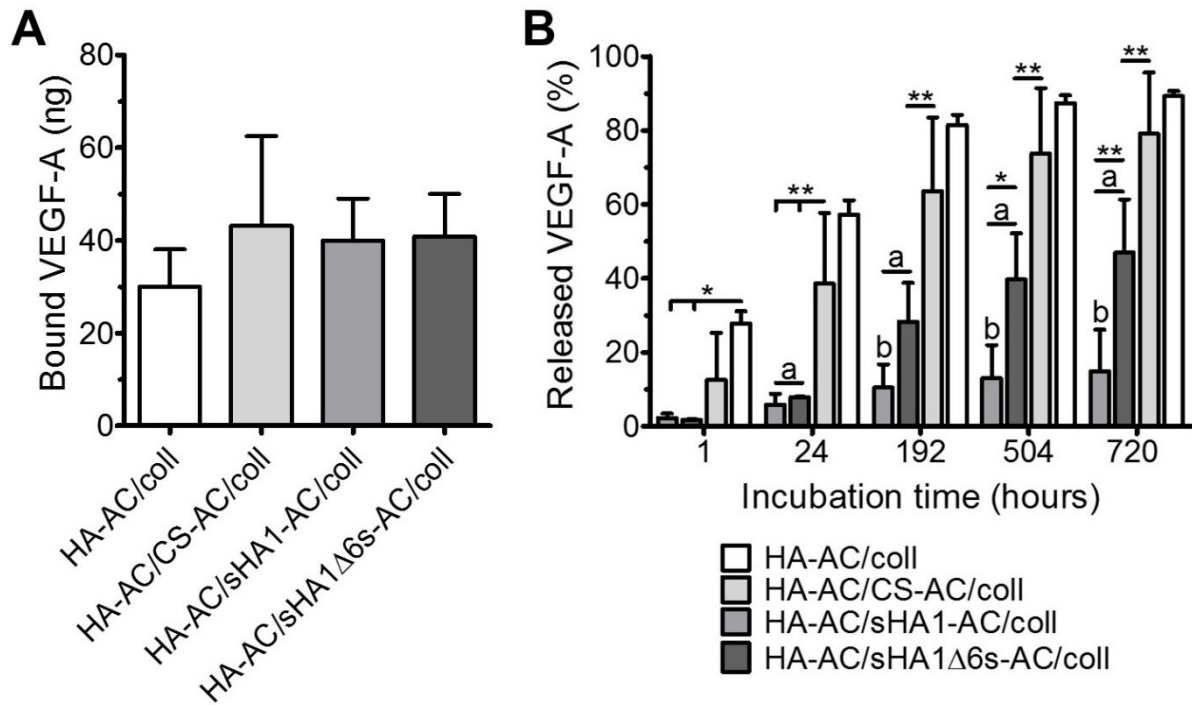 A
Bound VEGF-A (ng)
80
60
40
20
0
HA-AC/coll
HA-AC/CS-AC/coll
HA-AC/sHA1-AC/coll
HA-AC/sHA1Δ6s-AC/coll
B
Released VEGF-A (%)
100
80
60
40
20
0
*
**
a
**
a
b
**
*
a
b
**
**
a
b
1 24 192 504 720
Incubation time (hours)
HA-AC/coll
HA-AC/CS-AC/coll
HA-AC/sHA1-AC/coll
HA-AC/sHA1Δ6s-AC/coll